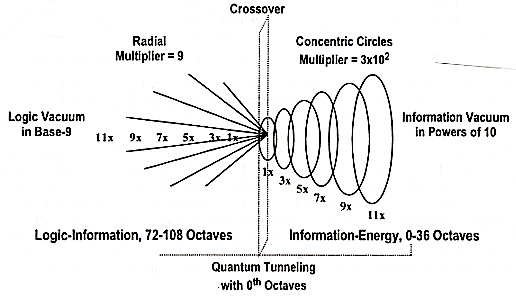 Crossover
Radial
Multiplier = 9
Concentric Circles
Multiplier = 3x10²
Logic Vacuum
in Base-9
11x 9x 7x 5x 3x 1x
Information Vacuum
in Powers of 10
1x
3x
5x
7x
9x
11x
Logic-Information, 72-108 Octaves
Information-Energy, 0-36 Octaves
Quantum Tunneling
with 0th Octaves